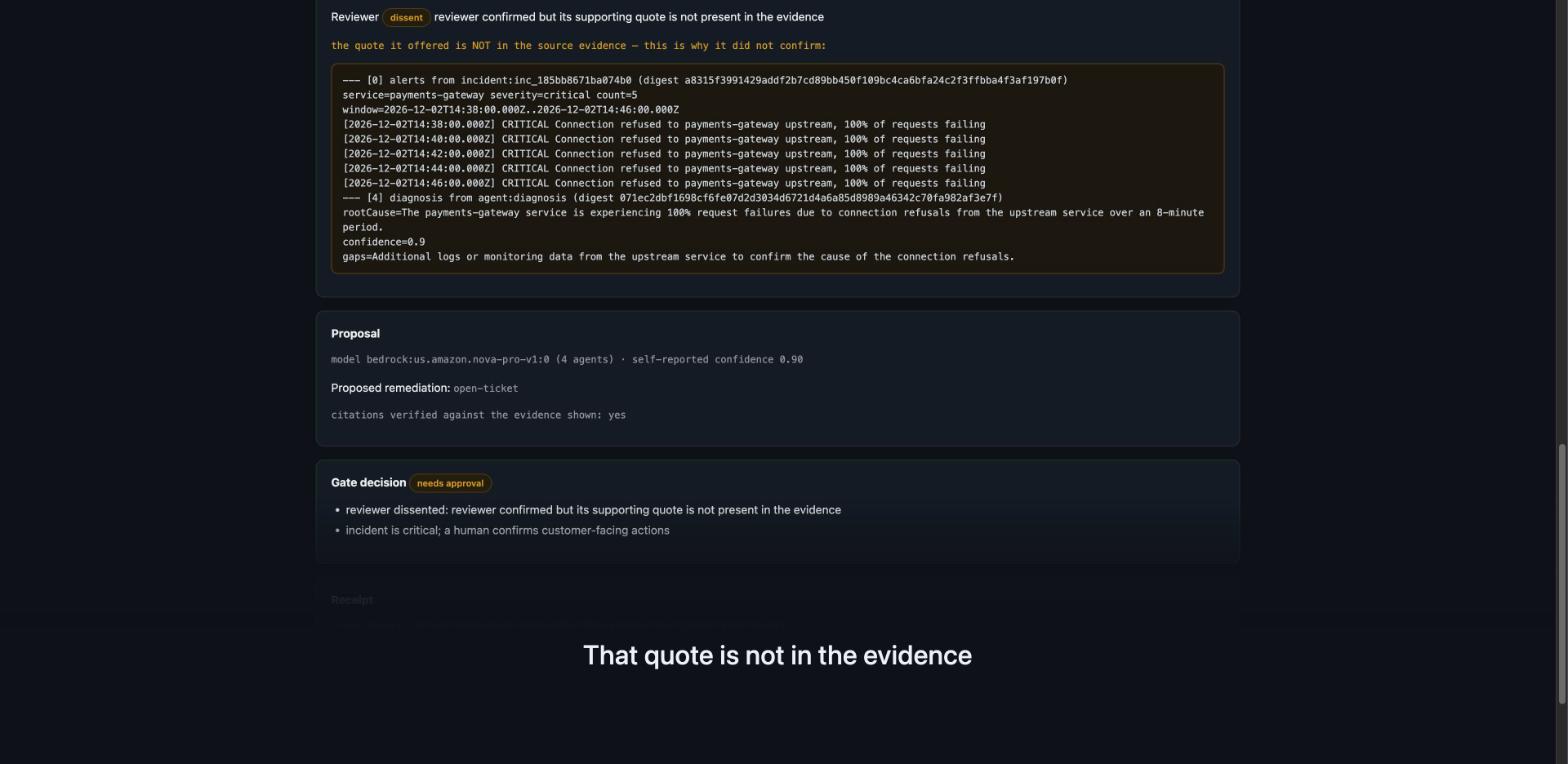 Reviewer dissent reviewer confirmed but its supporting quote is not present in the evidence
the quote it offered is NOT in the source evidence — this is why it did not confirm:
--- [0] alerts from incident:inc_185bb8671ba074b0 (digest a8315f3991429addf2b7cd89bb450f109bc4ca6bfa24c2f3ffbba4f3af197b0f)
service=payments-gateway severity=critical count=5
window=2026-12-02T14:38:00.000Z..2026-12-02T14:46:00.000Z
[2026-12-02T14:38:00.000Z] CRITICAL Connection refused to payments-gateway upstream, 100% of requests failing
[2026-12-02T14:40:00.000Z] CRITICAL Connection refused to payments-gateway upstream, 100% of requests failing
[2026-12-02T14:42:00.000Z] CRITICAL Connection refused to payments-gateway upstream, 100% of requests failing
[2026-12-02T14:44:00.000Z] CRITICAL Connection refused to payments-gateway upstream, 100% of requests failing
[2026-12-02T14:46:00.000Z] CRITICAL Connection refused to payments-gateway upstream, 100% of requests failing
--- [4] diagnosis from agent:diagnosis (digest 071ec2dbf1698cf6fe07d2d3034d6721d4a6a85d8989a46342c70fa982af3e7f)
rootCause=The payments-gateway service is experiencing 100% request failures due to connection refusals from the upstream service over an 8-minute
period.
confidence=0.9
gaps=Additional logs or monitoring data from the upstream service to confirm the cause of the connection refusals.
Proposal
model bedrock:us.amazon.nova-pro-v1:0 (4 agents) · self-reported confidence 0.90
Proposed remediation: open-ticket
citations verified against the evidence shown: yes
Gate decision needs approval
• reviewer dissented: reviewer confirmed but its supporting quote is not present in the evidence
• incident is critical; a human confirms customer-facing actions
Receipt
That quote is not in the evidence